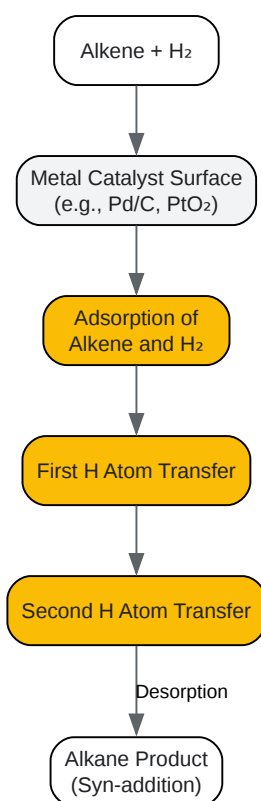 Alkene + H₂
Metal Catalyst Surface
(e.g., Pd/C, PtO₂)
Adsorption of
Alkene and H₂
First H Atom Transfer
Second H Atom Transfer
Desorption
Alkane Product
(Syn-addition)